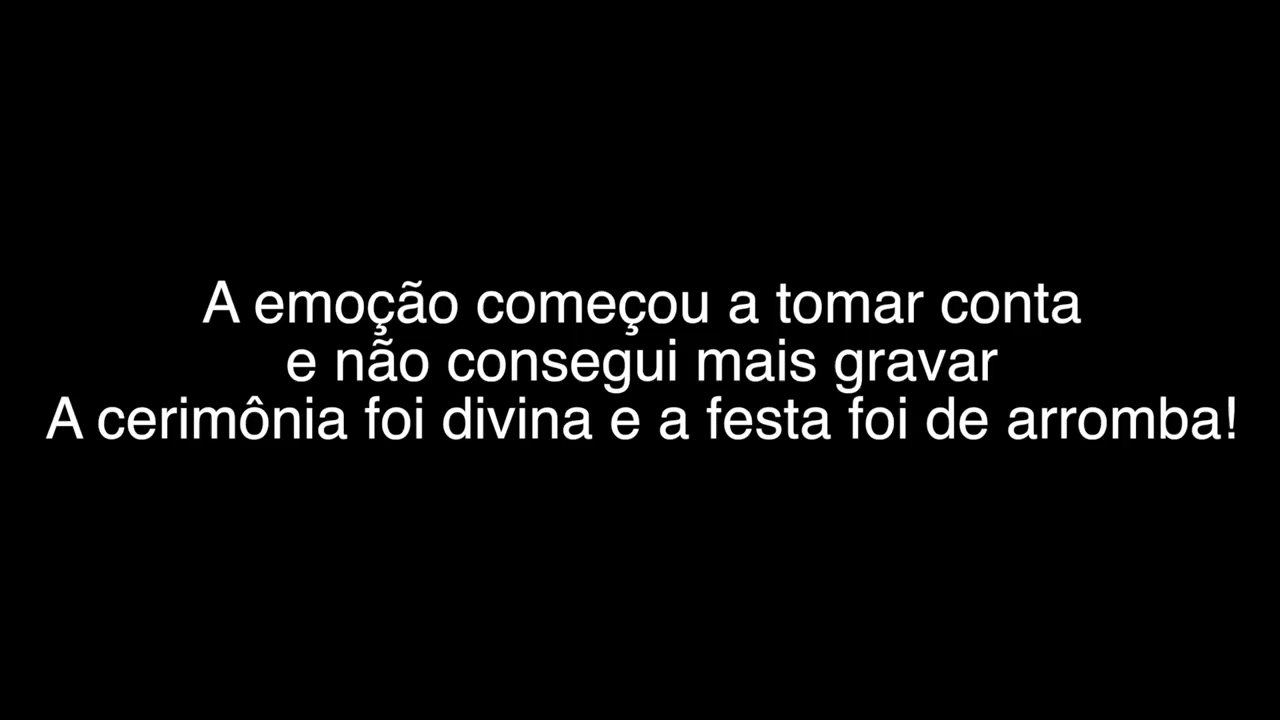 A emoção começou a tomar conta
e não consegui mais gravar
A cerimônia foi divina e a festa foi de arromba!